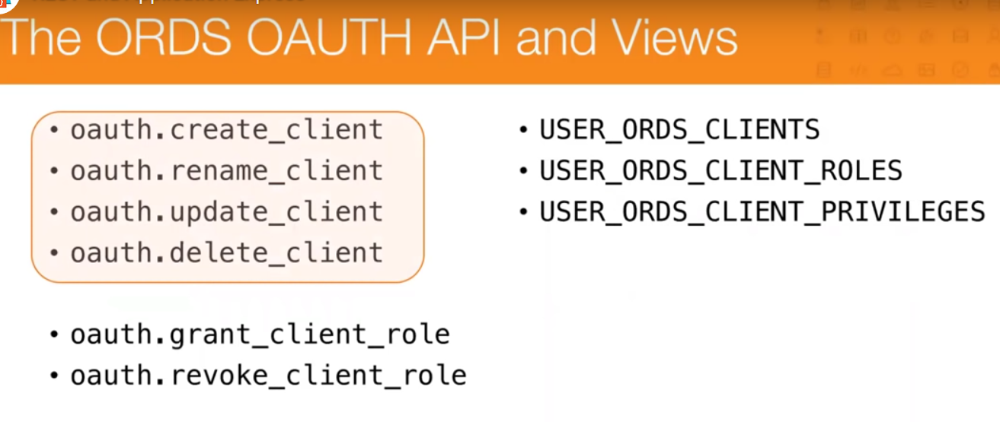 The ORDS OAUTH API and Views
• oauth.create_client
• oauth.rename_client
• oauth.update_client
• oauth.delete_client
• oauth.grant_client_role
• oauth.revoke_client_role
• USER_ORDS_CLIENTS
• USER_ORDS_CLIENT_ROLES
• USER_ORDS_CLIENT_PRIVILEGES